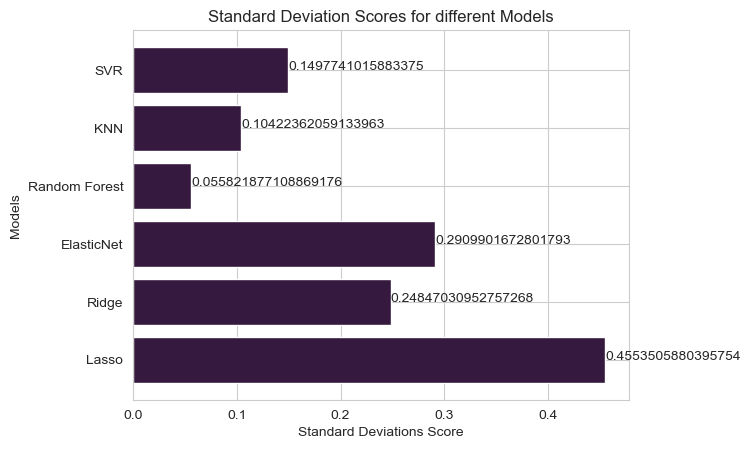 Standard Deviation Scores for different Models
SVR
0.1497741015883375
KNN
0.10422362059133963
Random Forest
0.055821877108869176
ElasticNet
0.2909901672801793
Ridge
0.24847030952757268
Lasso
0.4553505880395754
Models
0.0 0.1 0.2 0.3 0.4
Standard Deviations Score